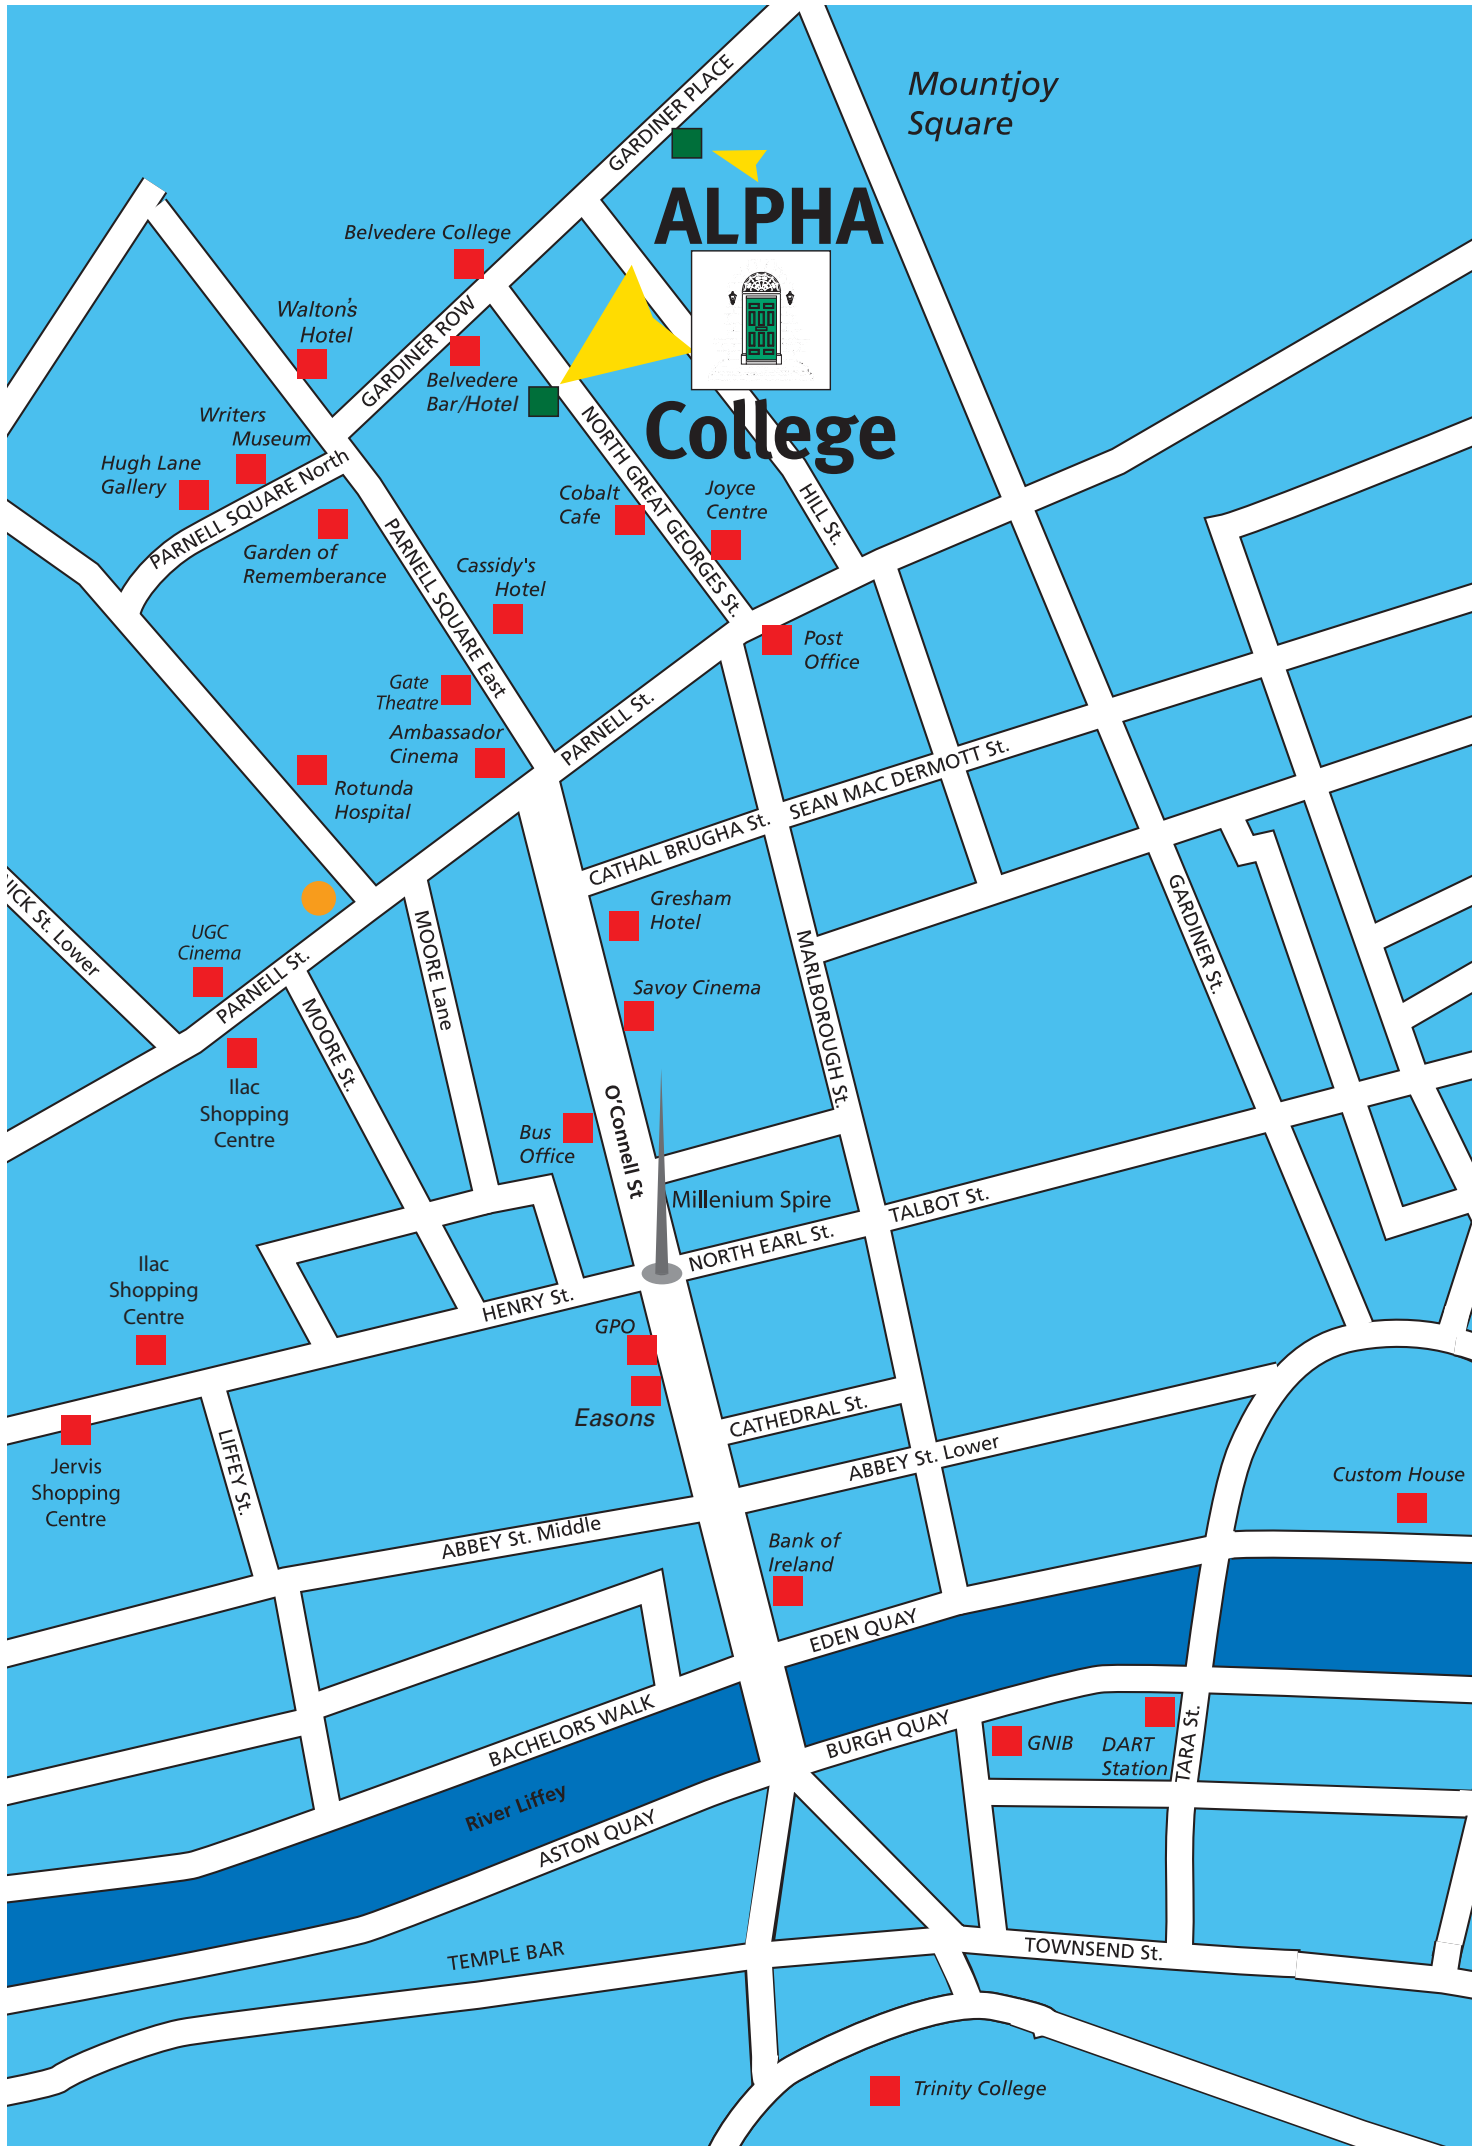 GARDINER PLACE
Mountjoy
Square
ALPHA
College
Belvedere College
Walton's
Hotel
GARDINER ROW
Belvedere
Bar/Hotel
Writers
Museum
Hugh Lane
Gallery
PARNELL SQUARE North
Garden of
Rememberance
NORTH GREAT GEORGES St.
Cobalt
Cafe
Joyce
Centre
HILL St.
PARNELL SQUARE East
Cassidy's
Hotel
Post
Office
Gate
Theatre
Ambassador
Cinema
PARNELL St.
Rotunda
Hospital
SEAN MAC DERMOTT St.
CATHAL BRUGHA St.
Gresham
Hotel
GARDINER St.
St. Lower
UGC
Cinema
PARNELL St.
MOORE Lane
MOORE St.
Savoy Cinema
MARLBOROUGH St.
Ilac
Shopping
Centre
Bus
Office
O'Connell St
Millenium Spire
TALBOT St.
NORTH EARL St.
Ilac
Shopping
Centre
HENRY St.
GPO
Easons
CATHEDRAL St.
ABBEY St. Lower
LIFFEY St.
Jervis
Shopping
Centre
Custom House
ABBEY St. Middle
Bank of
Ireland
EDEN QUAY
BACHELORS WALK
BURGH QUAY
GNIB
DART
Station
TARA St.
River Liffey
ASTON QUAY
TEMPLE BAR
TOWNSEND St.
Trinity College